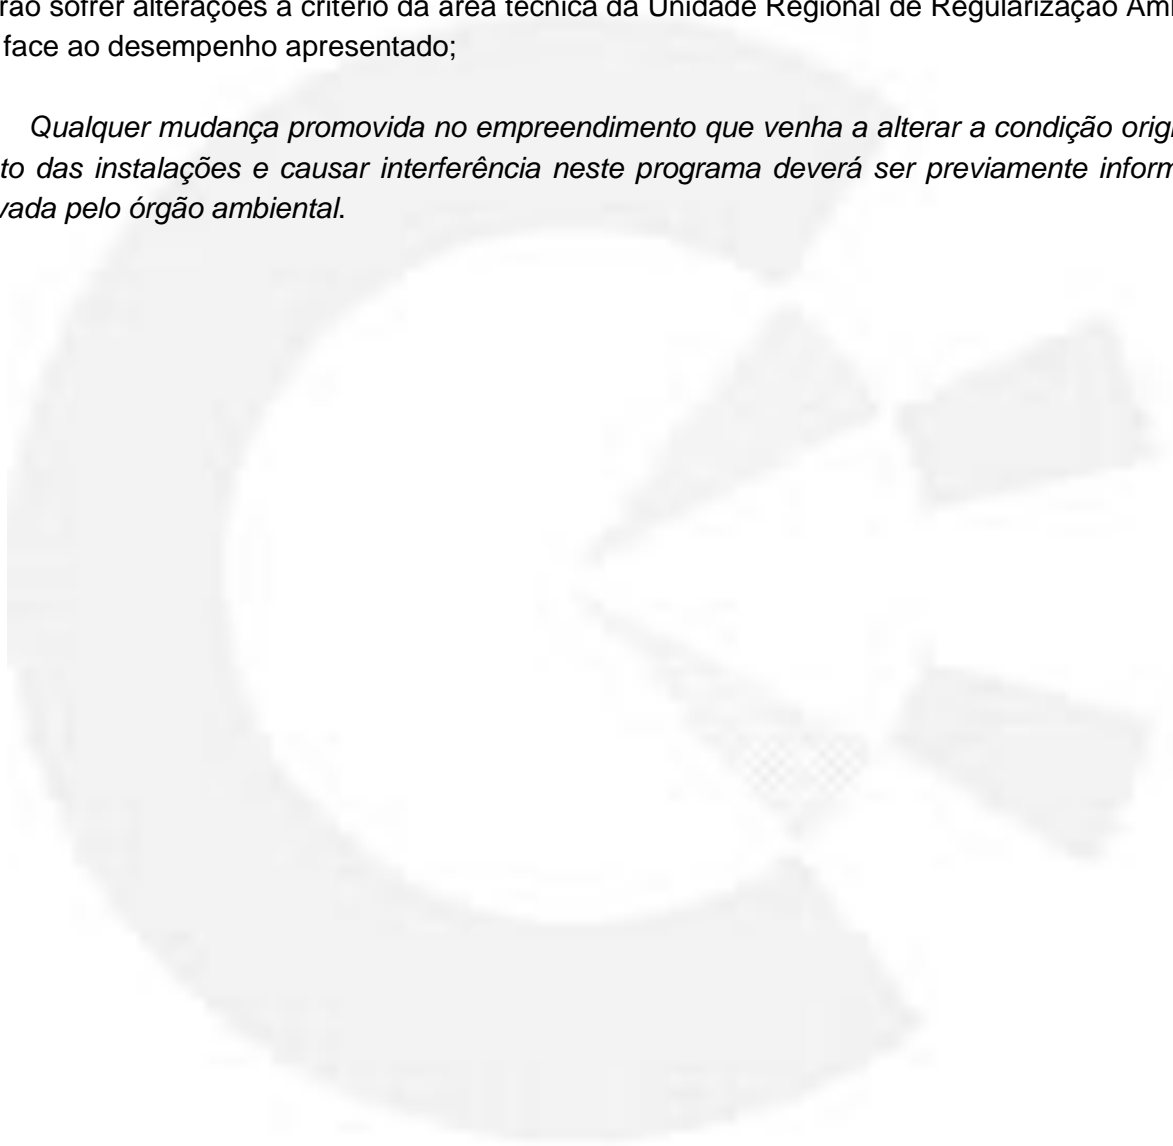 rão sofrer alterações a critério da área técnica da Unidade Regional de Regularização Am
face ao desempenho apresentado;
Qualquer mudança promovida no empreendimento que venha a alterar a condição orig
to das instalações e causar interferência neste programa deverá ser previamente inform
vada pelo órgão ambiental.